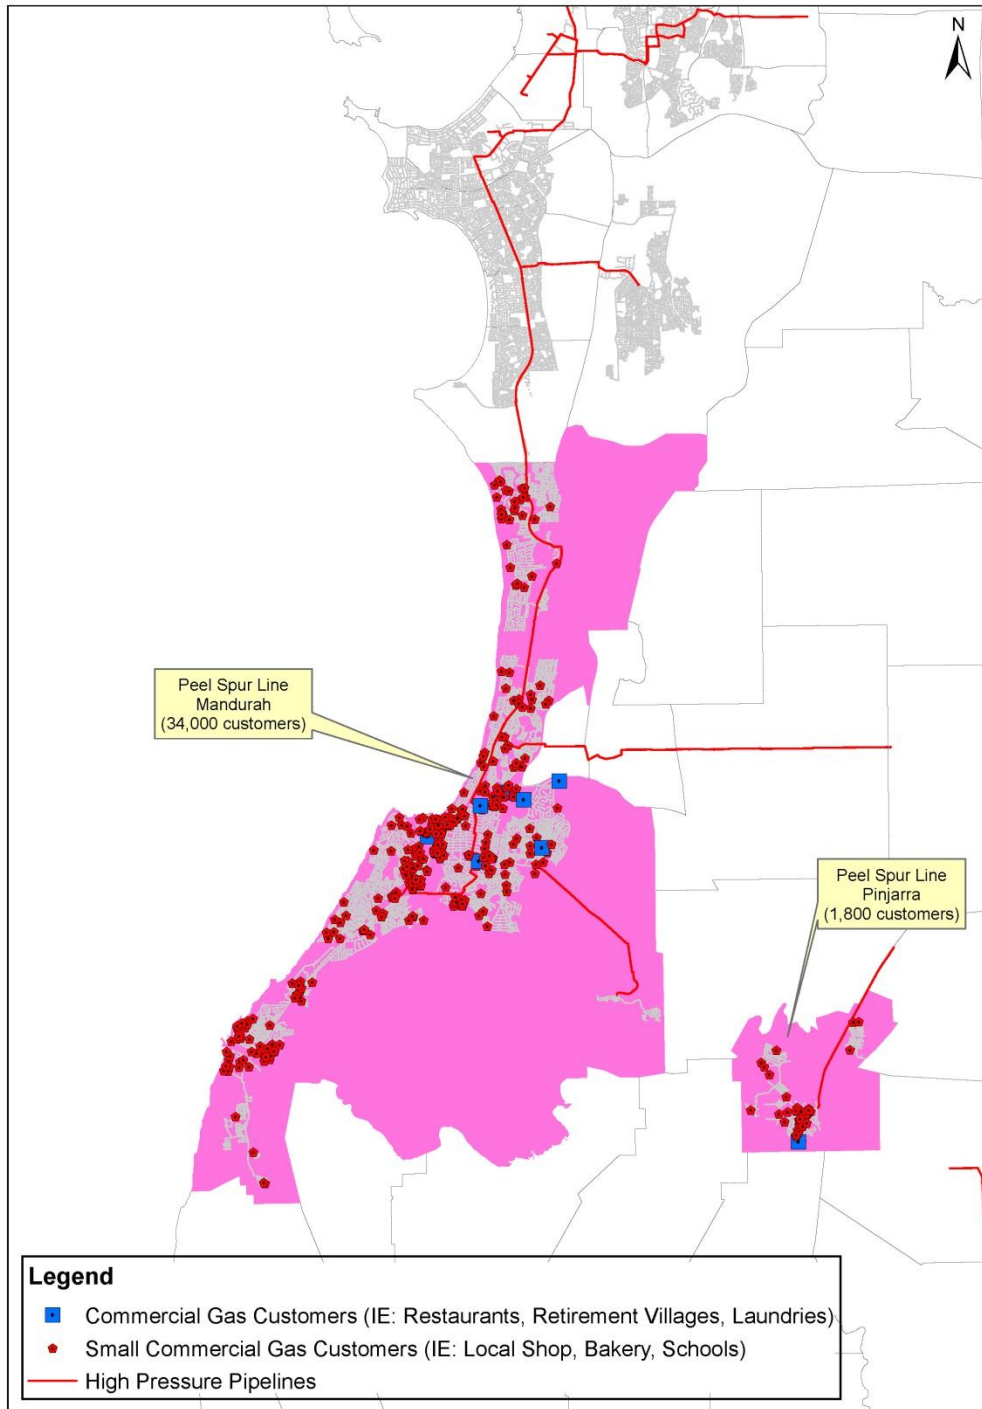 N
Peel Spur Line
Mandurah
(34,000 customers)
Peel Spur Line
Pinjarra
(1,800 customers)
Legend
Commercial Gas Customers (IE: Restaurants, Retirement Villages, Laundries)
Small Commercial Gas Customers (IE: Local Shop, Bakery, Schools)
High Pressure Pipelines